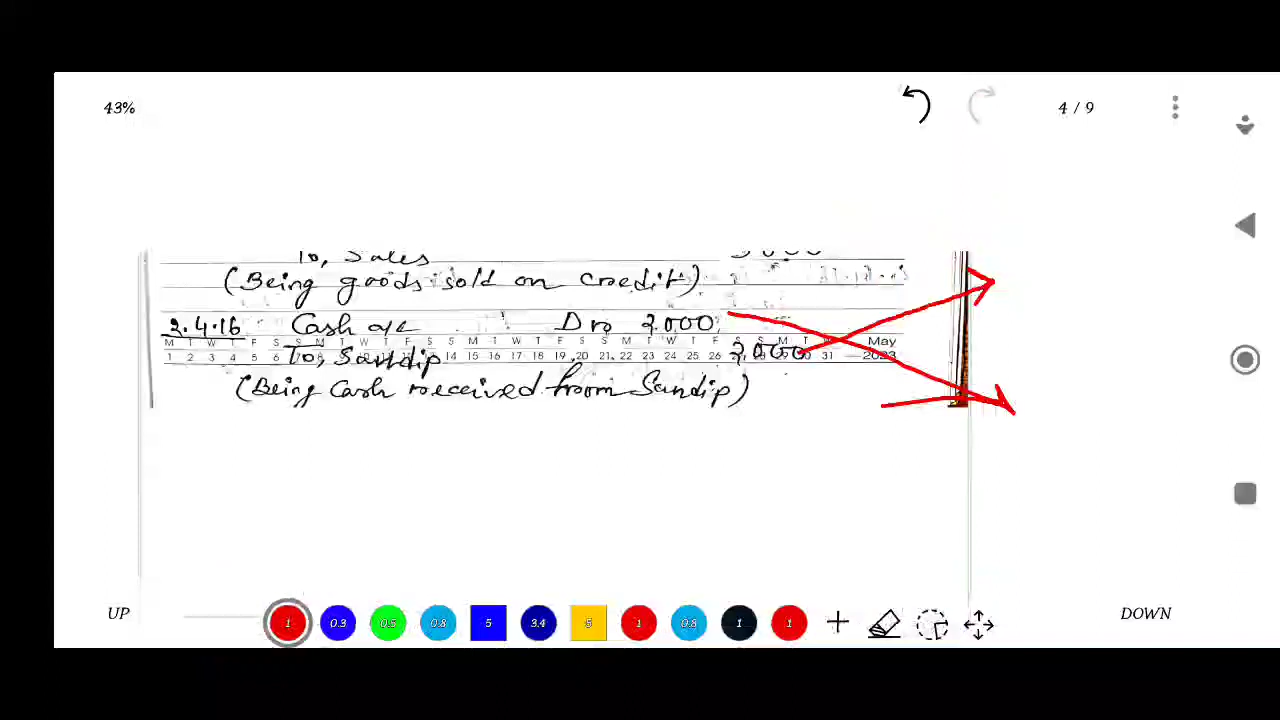 43%
4 / 9
To, Sales
(Being goods sold on credit)
2.4.16 Cash a/c Dr 2000
M T W T F S S M T W T F S S M T W T F S S M T W T F S S M T May
1 2 3 4 5 6 14 15 16 17 18 19 20 21 22 23 24 25 26 31 2023
To, Sandip 2,000
(Being Cash received from Sandip)
UP
1 0.3 0.5 0.8 5 3.4 5 1 0.8 1 1
DOWN